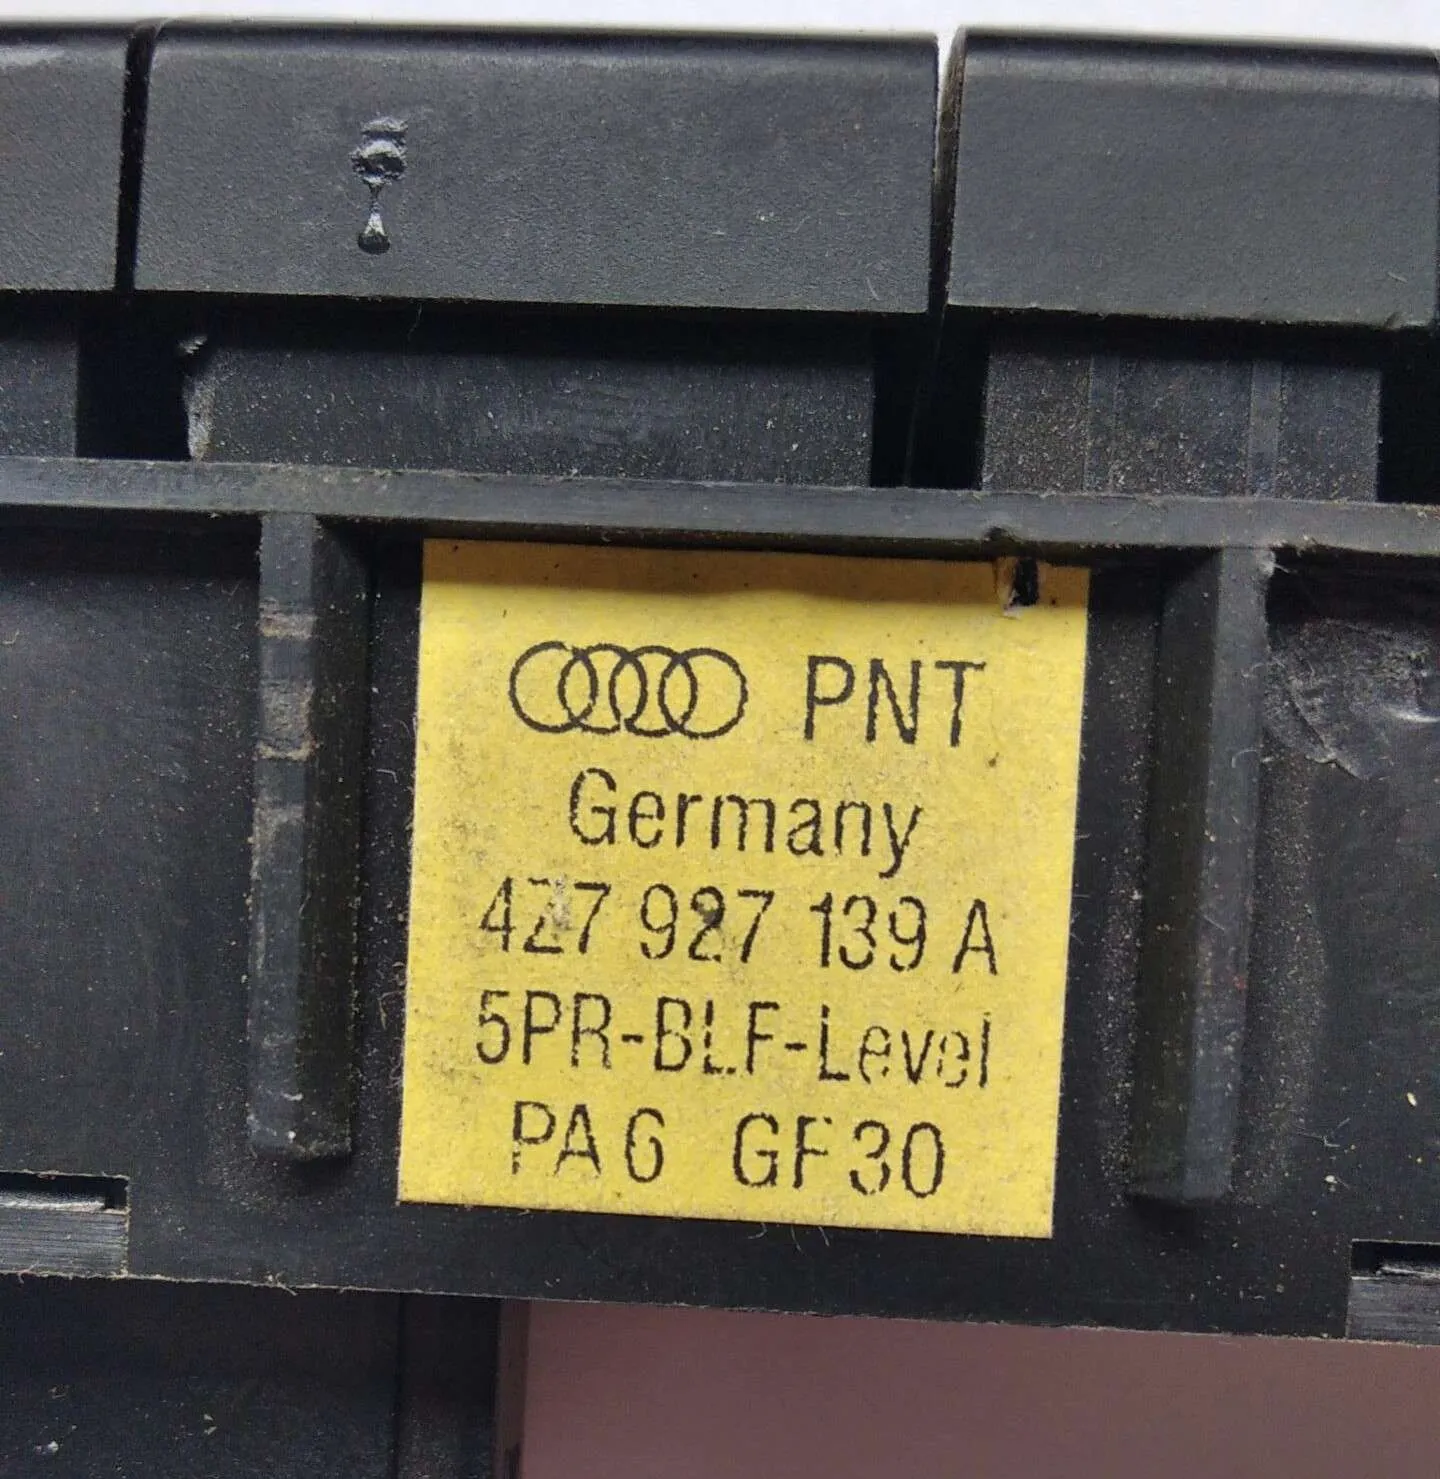 PNT
Germany
4Z7 927 139 A
5PR-BLF-Level
PA6 GF30